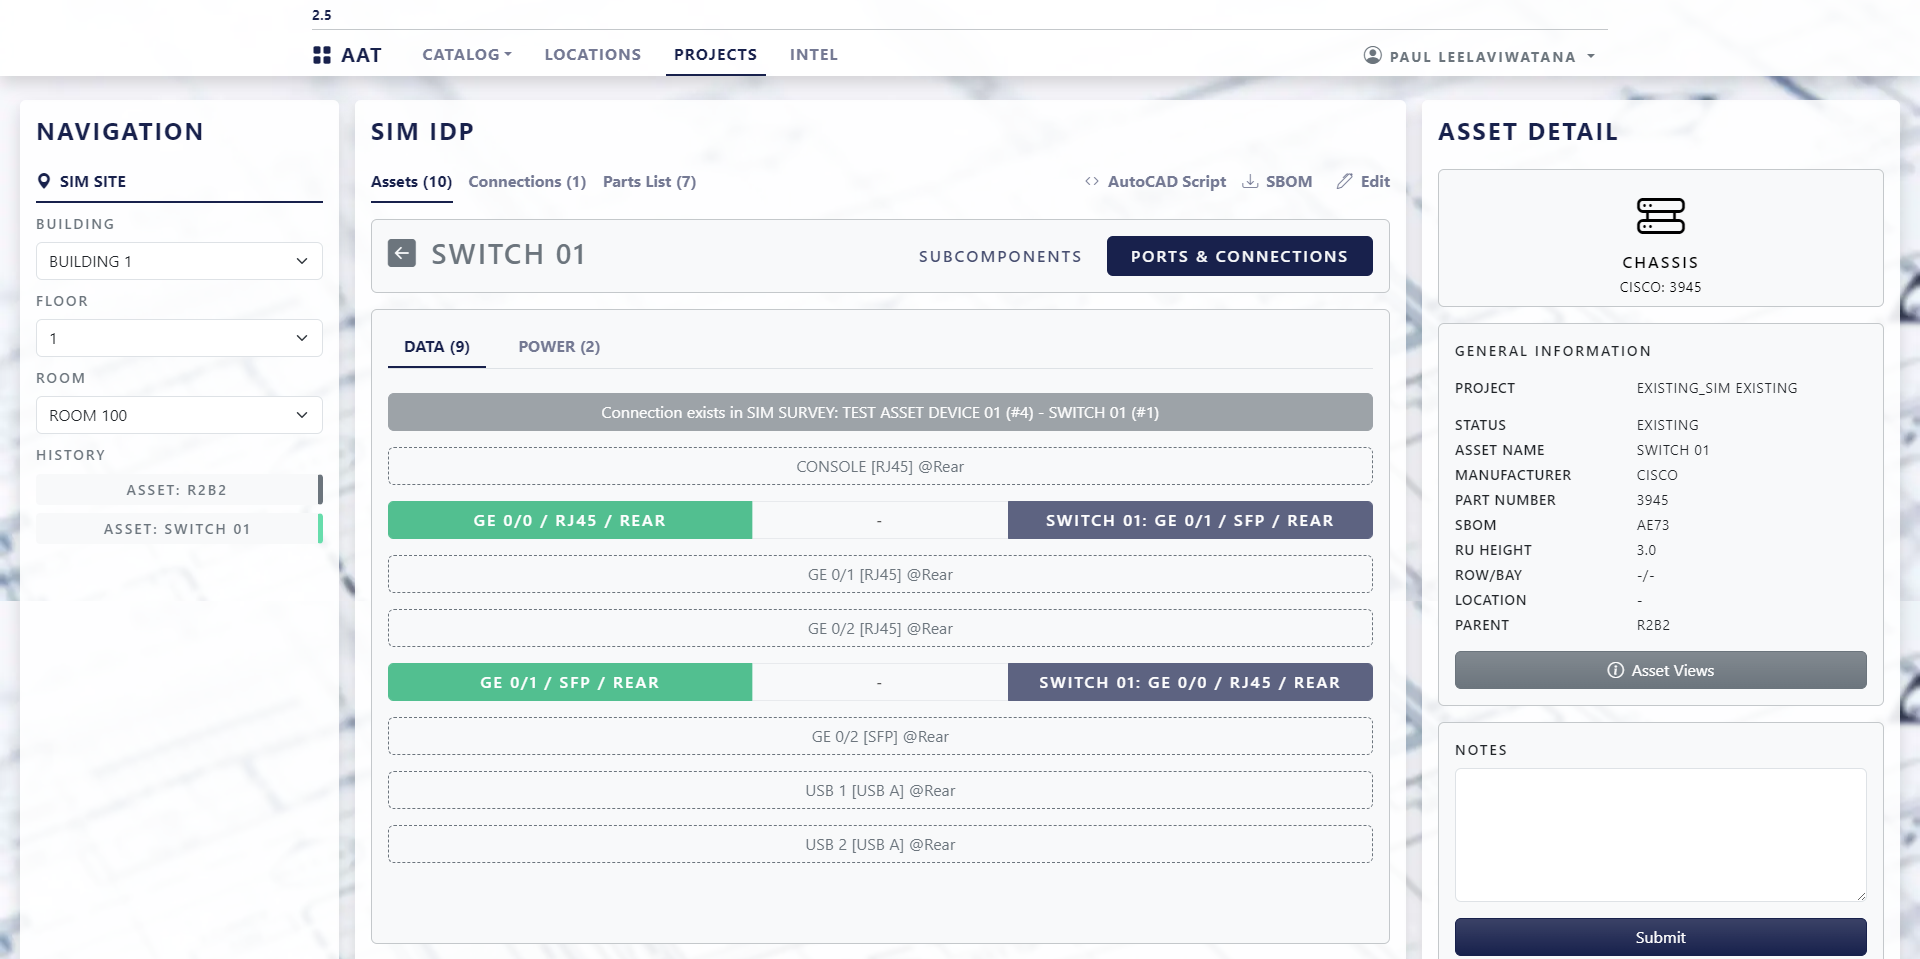 2.5
AAT
CATALOG
LOCATIONS
PROJECTS
INTEL
PAUL LEELAVIWATANA
NAVIGATION
SIM SITE
BUILDING
BUILDING 1
FLOOR
1
ROOM
ROOM 100
HISTORY
ASSET: R2B2
ASSET: SWITCH 01
SIM IDP
Assets (10)
Connections (1)
Parts List (7)
AutoCAD Script
SBOM
Edit
SWITCH 01
SUBCOMPONENTS
PORTS & CONNECTIONS
DATA (9)
POWER (2)
Connection exists in SIM SURVEY: TEST ASSET DEVICE 01 (#4) - SWITCH 01 (#1)
CONSOLE [RJ45] @Rear
GE 0/0 / RJ45 / REAR - SWITCH 01: GE 0/1 / SFP / REAR
GE 0/1 [RJ45] @Rear
GE 0/2 [RJ45] @Rear
GE 0/1 / SFP / REAR - SWITCH 01: GE 0/0 / RJ45 / REAR
GE 0/2 [SFP] @Rear
USB 1 [USB A] @Rear
USB 2 [USB A] @Rear
ASSET DETAIL
CHASSIS
CISCO: 3945
GENERAL INFORMATION
PROJECT EXISTING_SIM EXISTING
STATUS EXISTING
ASSET NAME SWITCH 01
MANUFACTURER CISCO
PART NUMBER 3945
SBOM AE73
RU HEIGHT 3.0
ROW/BAY -/-
LOCATION -
PARENT R2B2
Asset Views
NOTES
Submit